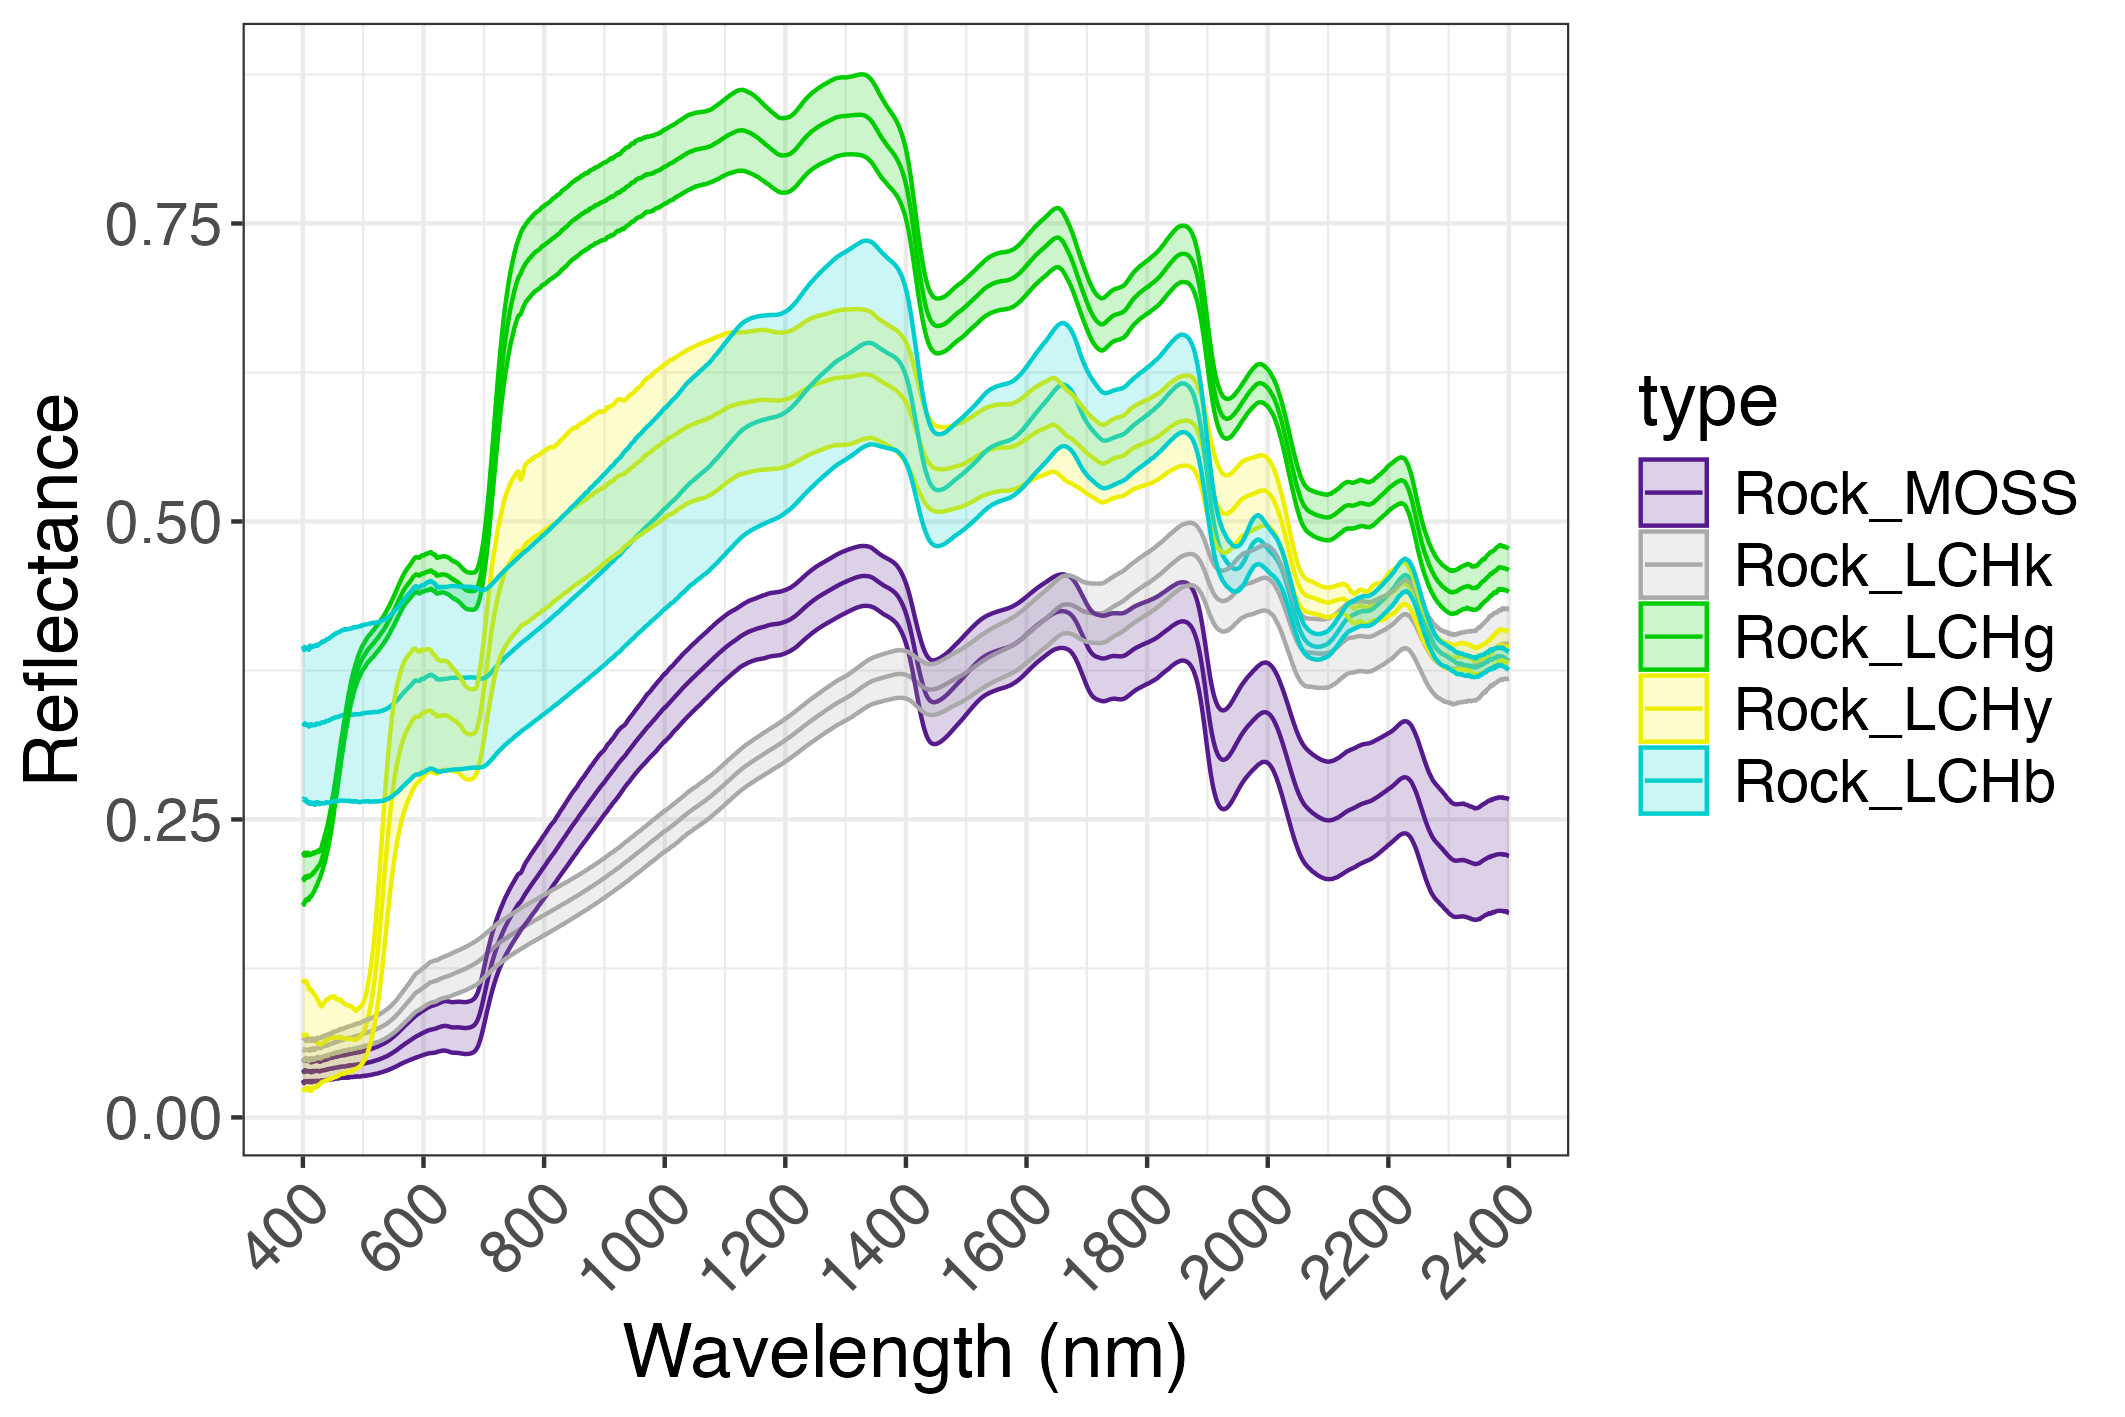 Reflectance
0.75
0.50
0.25
0.00
400 600 800 1000 1200 1400 1600 1800 2000 2200 2400
Wavelength (nm)
type
Rock_MOSS
Rock_LCHk
Rock_LCHg
Rock_LCHy
Rock_LCHb